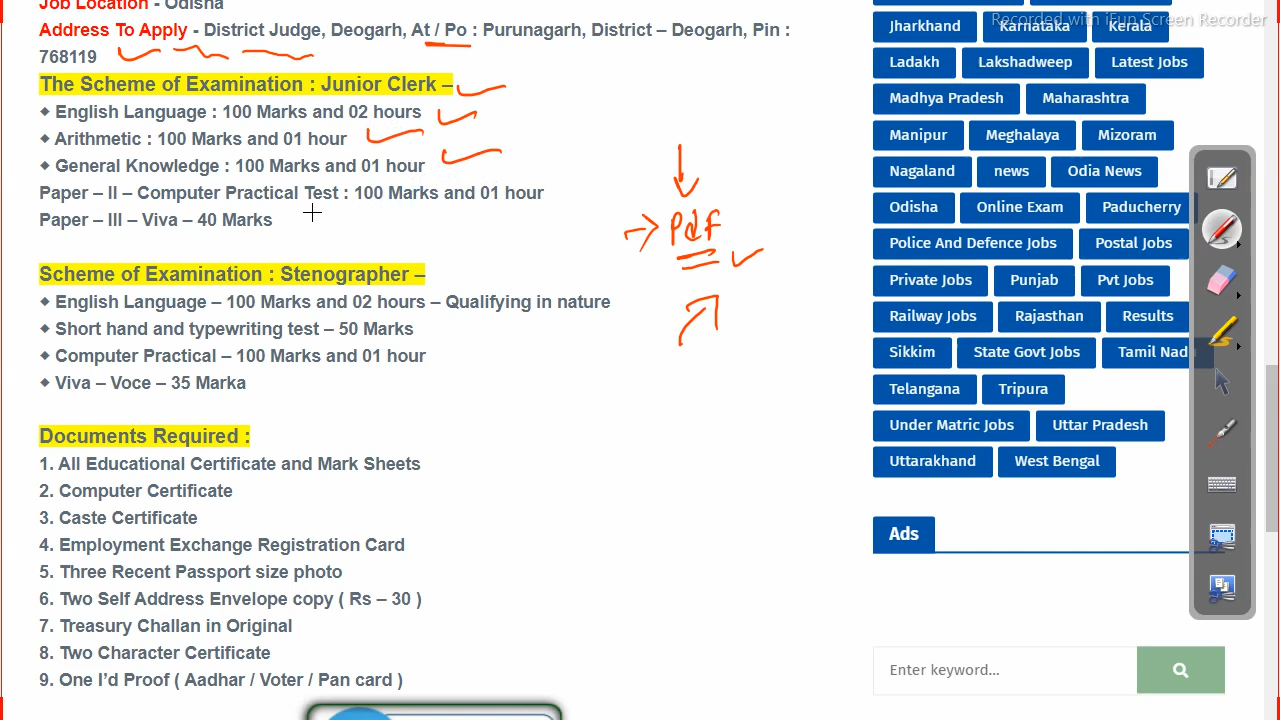 Job Location - Odisha
Address To Apply - District Judge, Deogarh, At / Po : Purunagarh, District – Deogarh, Pin :
768119
The Scheme of Examination : Junior Clerk –
◆ English Language : 100 Marks and 02 hours
◆ Arithmetic : 100 Marks and 01 hour
◆ General Knowledge : 100 Marks and 01 hour
Paper – II – Computer Practical Test : 100 Marks and 01 hour
Paper – III – Viva – 40 Marks
Scheme of Examination : Stenographer –
◆ English Language – 100 Marks and 02 hours – Qualifying in nature
◆ Short hand and typewriting test – 50 Marks
◆ Computer Practical – 100 Marks and 01 hour
◆ Viva – Voce – 35 Marka
Documents Required :
1. All Educational Certificate and Mark Sheets
2. Computer Certificate
3. Caste Certificate
4. Employment Exchange Registration Card
5. Three Recent Passport size photo
6. Two Self Address Envelope copy ( Rs – 30 )
7. Treasury Challan in Original
8. Two Character Certificate
9. One I'd Proof ( Aadhar / Voter / Pan card )
Pdf
Recorded with iFun Screen Recorder
Jharkhand Karnataka Kerala
Ladakh Lakshadweep Latest Jobs
Madhya Pradesh Maharashtra
Manipur Meghalaya Mizoram
Nagaland news Odia News
Odisha Online Exam Paducherry
Police And Defence Jobs Postal Jobs
Private Jobs Punjab Pvt Jobs
Railway Jobs Rajasthan Results
Sikkim State Govt Jobs Tamil Nadu
Telangana Tripura
Under Matric Jobs Uttar Pradesh
Uttarakhand West Bengal
Ads
Enter keyword...